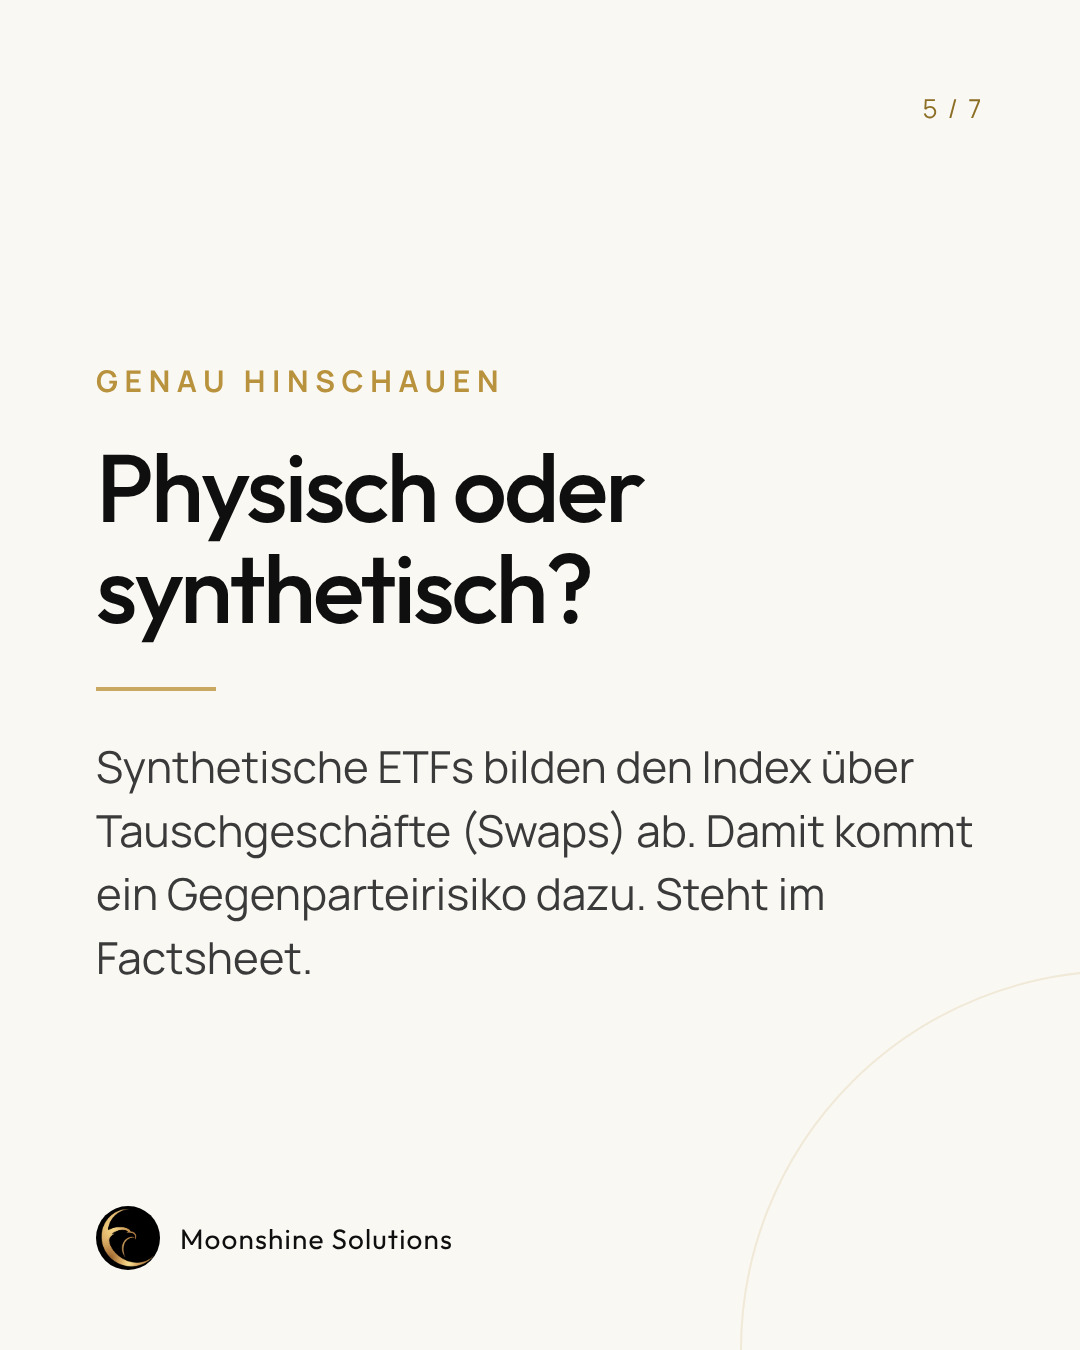 5 / 7
GENAU HINSCHAUEN
Physisch oder
synthetisch?
Synthetische ETFs bilden den Index über
Tauschgeschäfte (Swaps) ab. Damit kommt
ein Gegenparteirisiko dazu. Steht im
Factsheet.
Moonshine Solutions